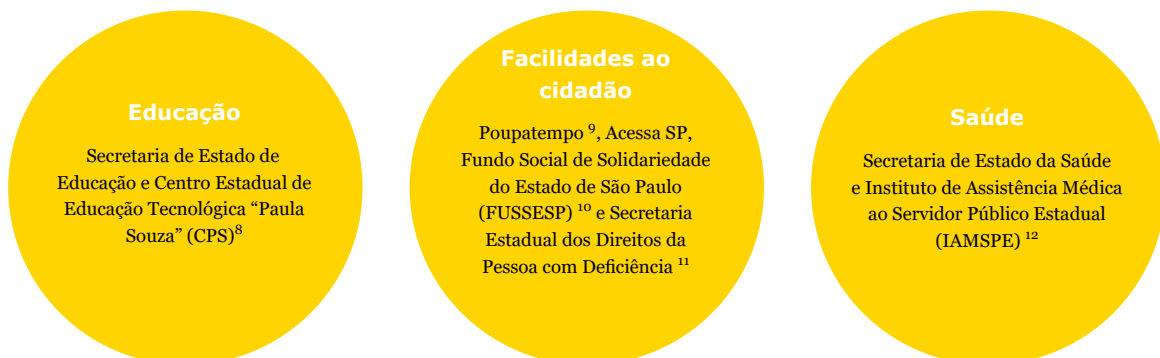 Educação
Secretaria de Estado de
Educação e Centro Estadual de
Educação Tecnológica “Paula
Souza” (CPS)⁸
Facilidades ao
cidadão
Poupatempo ⁹, Acessa SP,
Fundo Social de Solidariedade
do Estado de São Paulo
(FUSSESP) ¹⁰ e Secretaria
Estadual dos Direitos da
Pessoa com Deficiência ¹¹
Saúde
Secretaria de Estado da Saúde
e Instituto de Assistência Médica
ao Servidor Público Estadual
(IAMSPE) ¹²